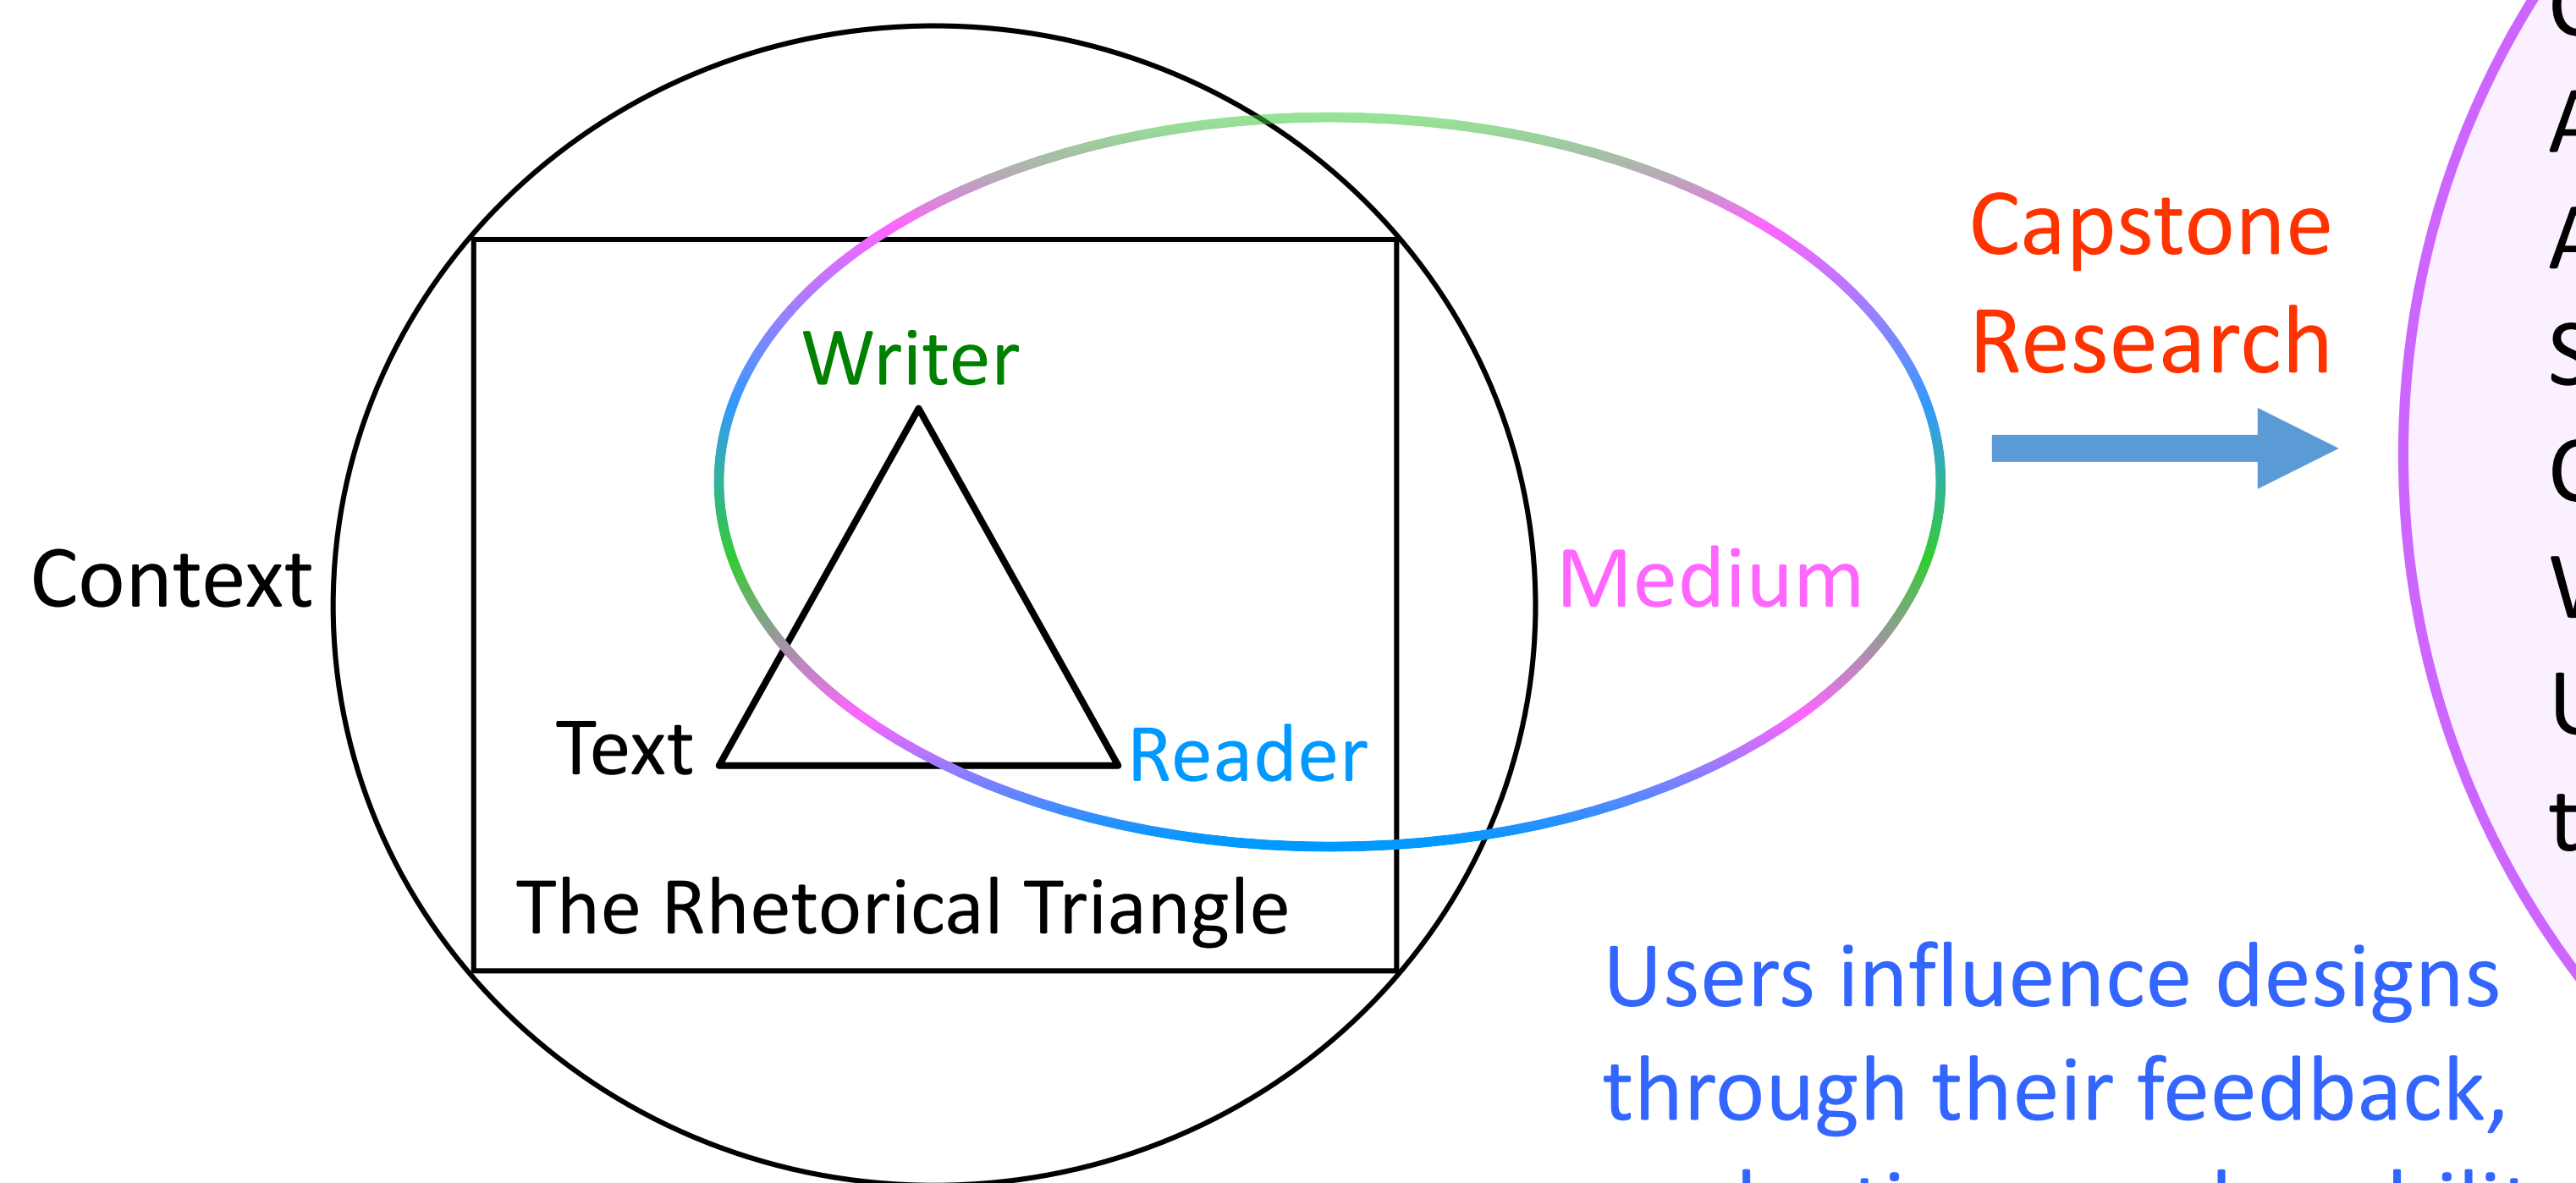 Capstone
Research
Writer
Context
Medium
Text
Reader
The Rhetorical Triangle
Users influence designs
through their feedback,